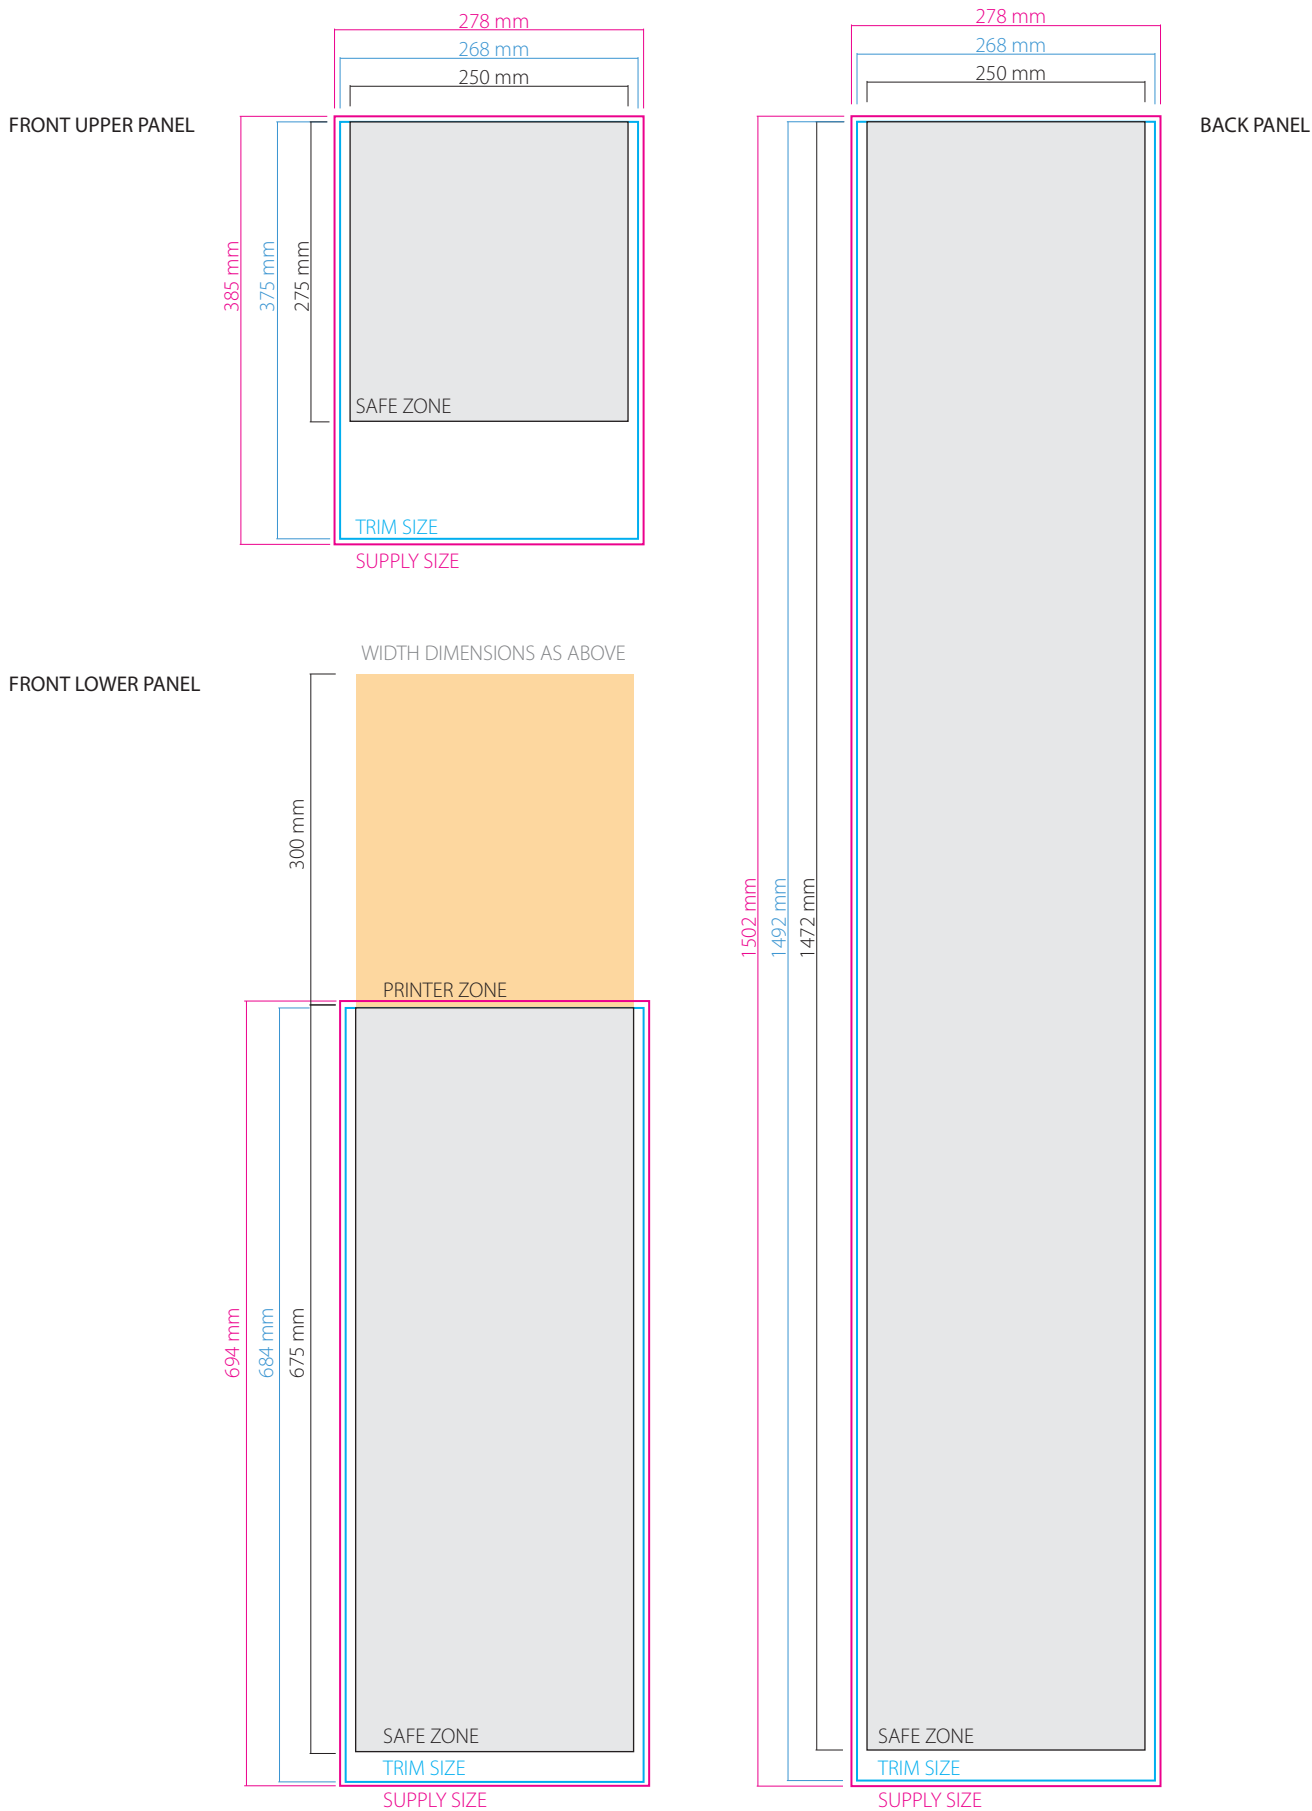 278 mm
268 mm
250 mm
FRONT UPPER PANEL
385 mm
375 mm
275 mm
SAFE ZONE
TRIM SIZE
SUPPLY SIZE
WIDTH DIMENSIONS AS ABOVE
FRONT LOWER PANEL
300 mm
PRINTER ZONE
694 mm
684 mm
675 mm
SAFE ZONE
TRIM SIZE
SUPPLY SIZE
278 mm
268 mm
250 mm
BACK PANEL
1502 mm
1492 mm
1472 mm
SAFE ZONE
TRIM SIZE
SUPPLY SIZE